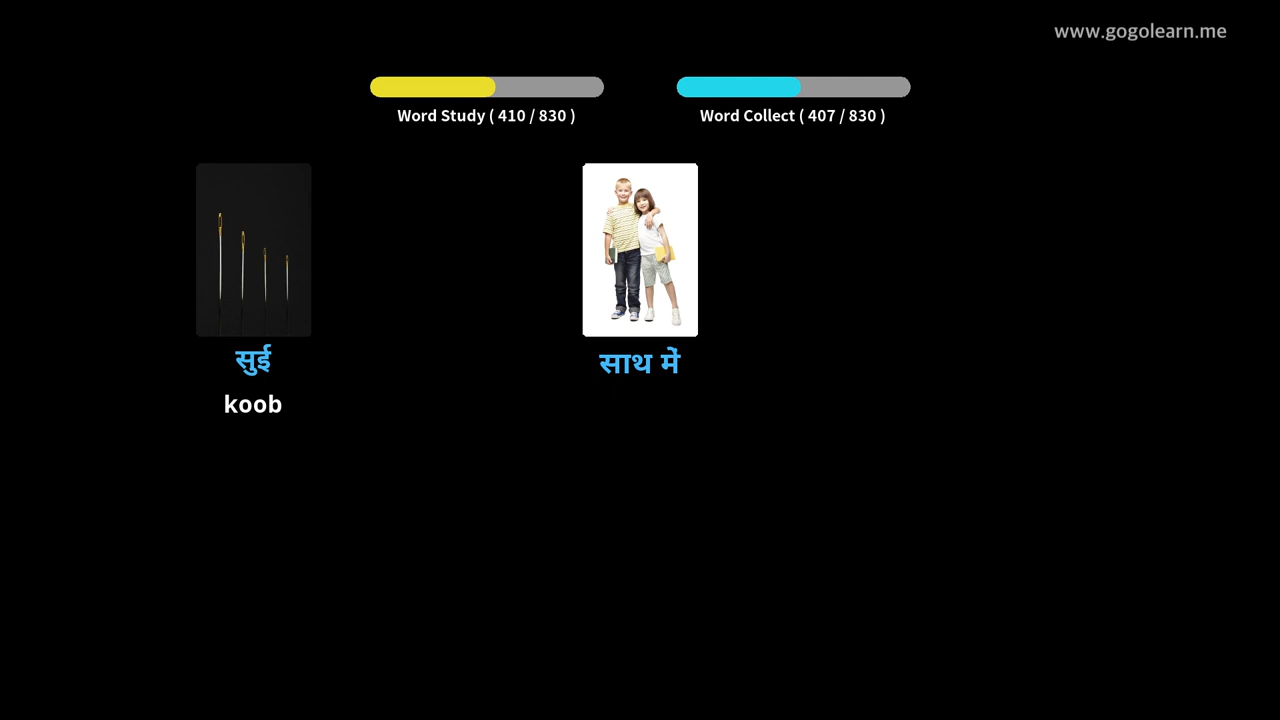 www.gogolearn.me
Word Study ( 410 / 830 )
Word Collect ( 407 / 830 )
सुई
साथ में
koob